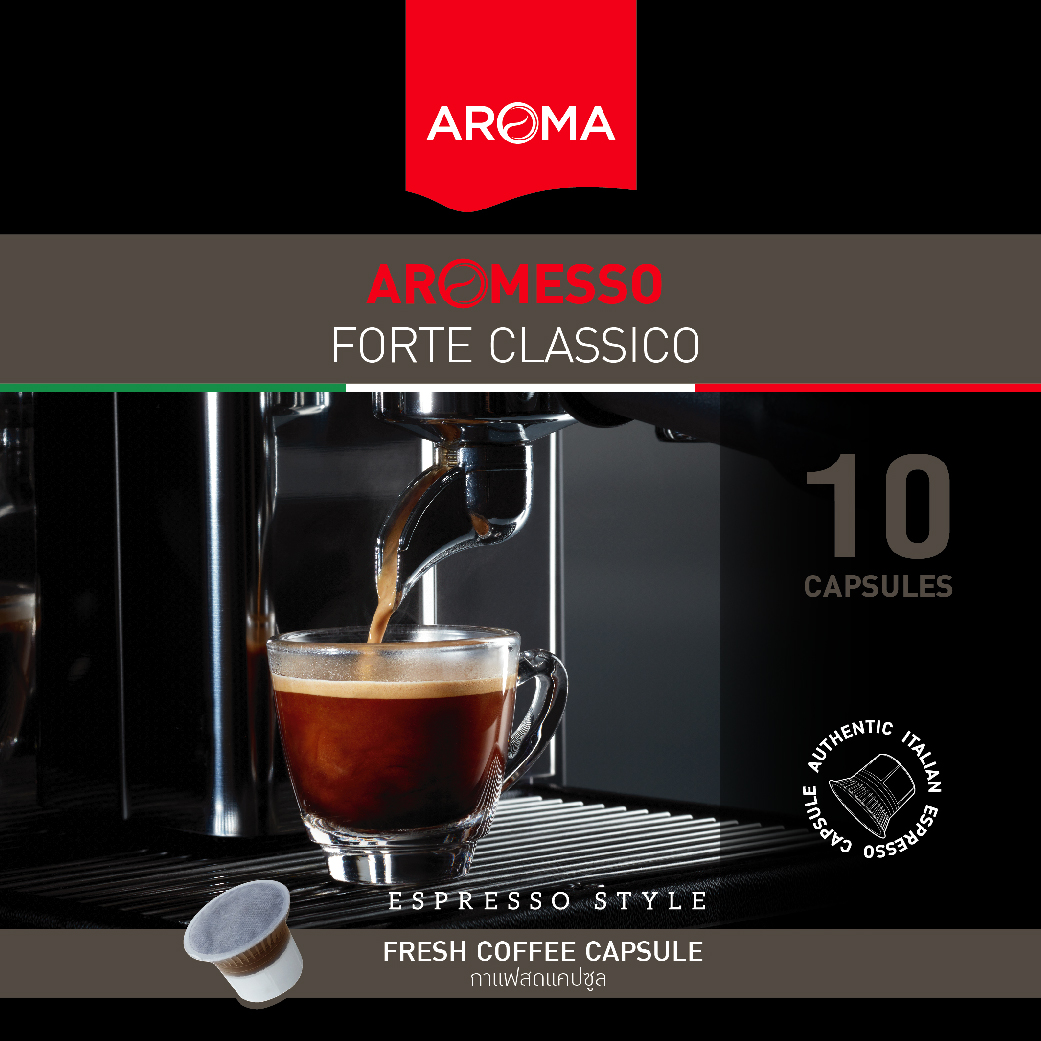 AROMA
AROMESSO
FORTE CLASSICO
10
CAPSULES
AUTHENTIC ITALIAN ESPRESSO CAPSULE
ESPRESSO STYLE
FRESH COFFEE CAPSULE
กาแฟสดแคปซูล